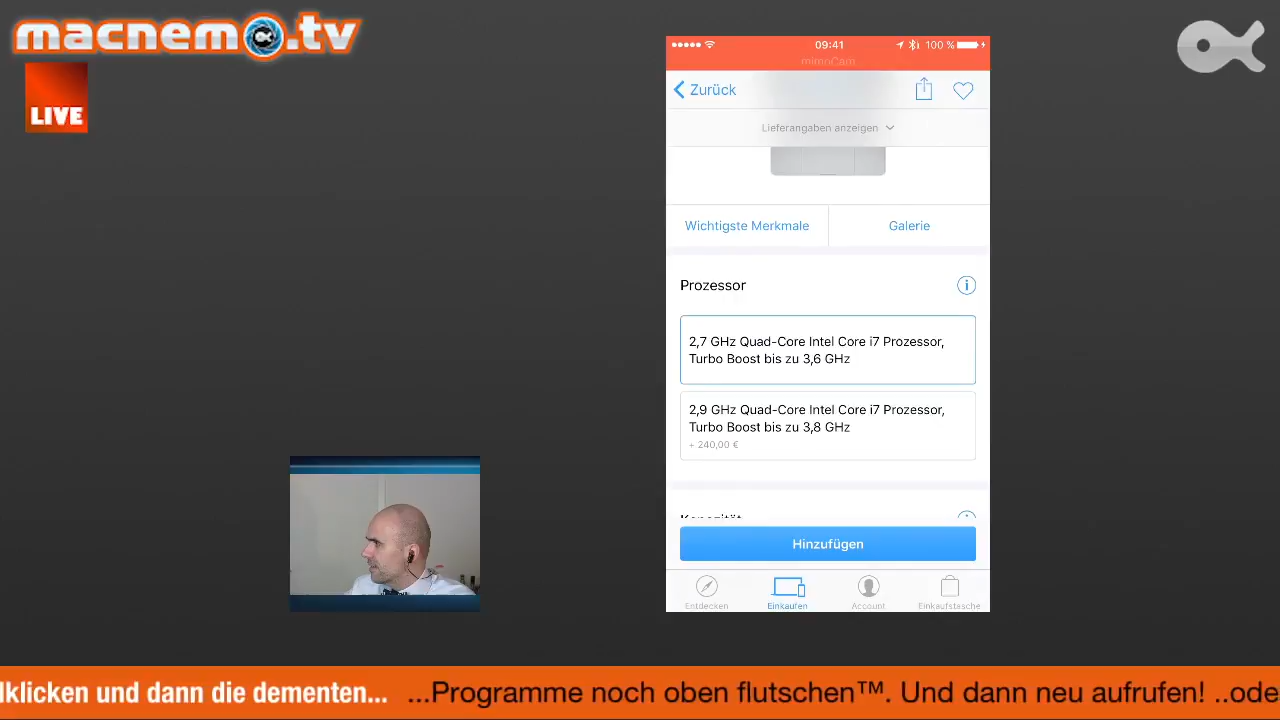 macnemo.tv
LIVE
09:41
100 %
mimoCam
Zurück
Lieferangaben anzeigen
Wichtigste Merkmale
Galerie
Prozessor
2,7 GHz Quad-Core Intel Core i7 Prozessor,
Turbo Boost bis zu 3,6 GHz
2,9 GHz Quad-Core Intel Core i7 Prozessor,
Turbo Boost bis zu 3,8 GHz
+ 240,00 €
Kapazität
Hinzufügen
Entdecken
Einkaufen
Account
Einkaufstasche
lklicken und dann die dementen... ...Programme noch oben flutschen™. Und dann neu aufrufen! ..ode